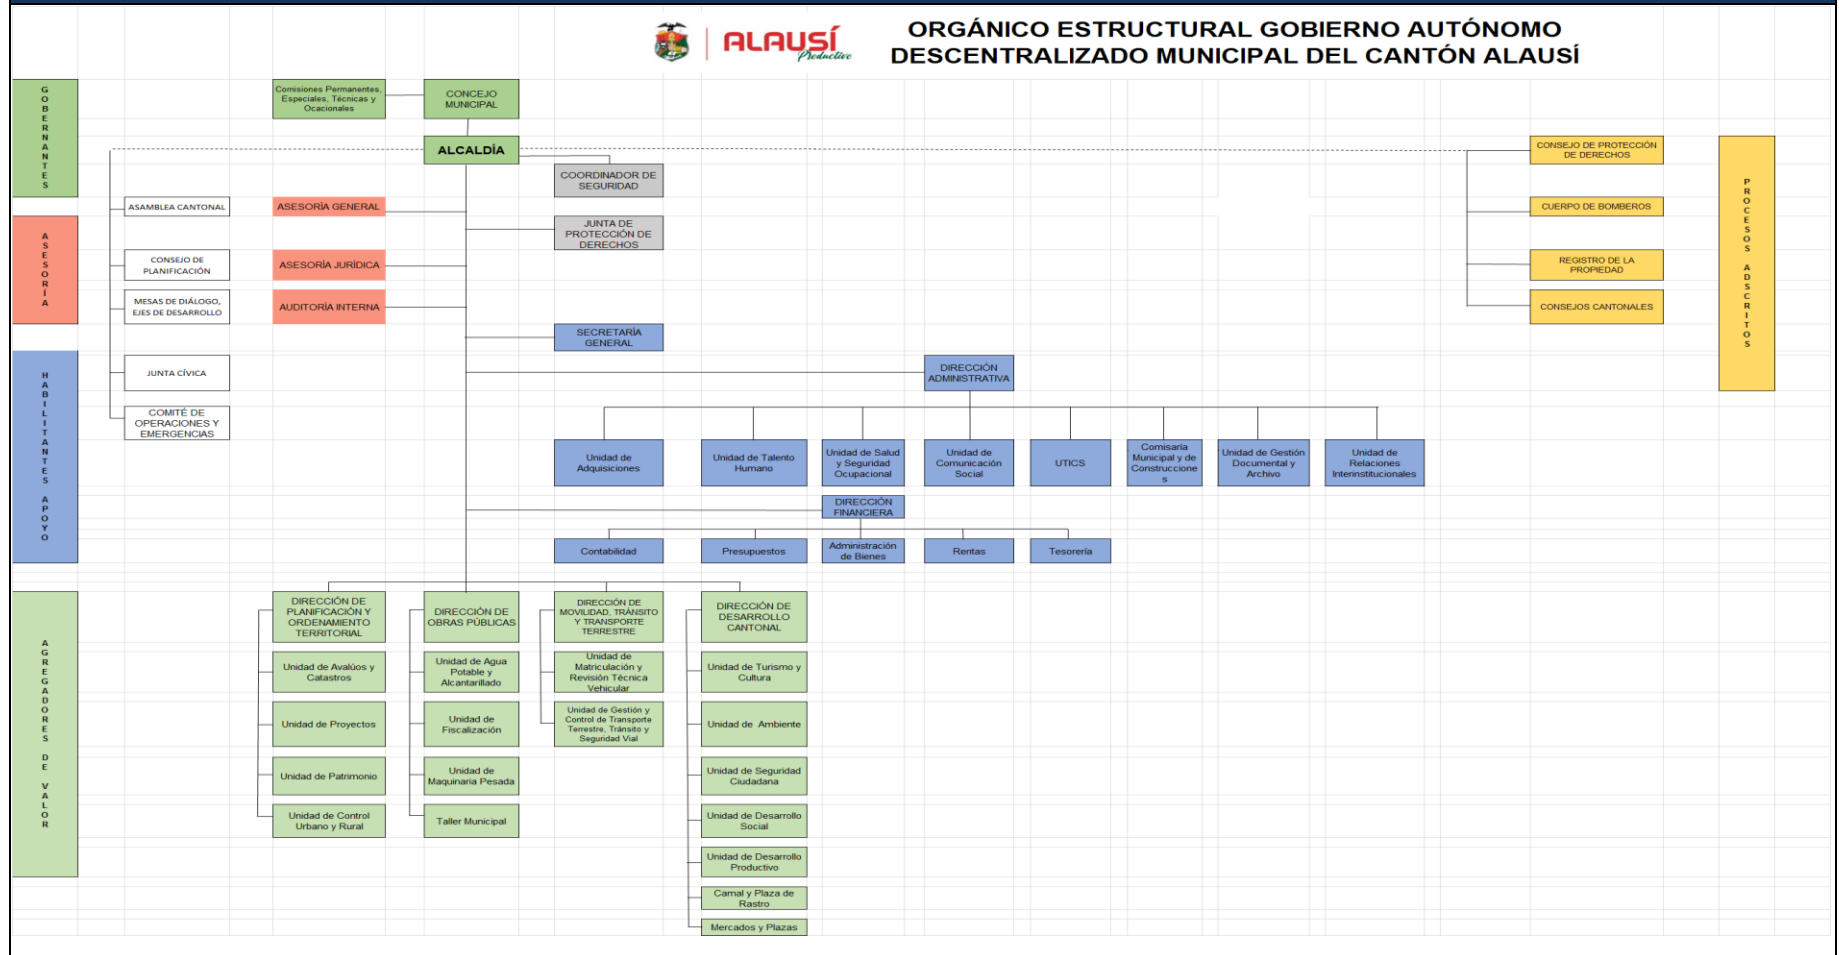 ALAUSÍ
Productivo
ORGÁNICO ESTRUCTURAL GOBIERNO AUTÓNOMO
DESCENTRALIZADO MUNICIPAL DEL CANTÓN ALAUSÍ
GOBERNANTES
Comisiones Permanentes,
Especiales, Técnicas y
Ocacionales
CONCEJO
MUNICIPAL
ALCALDÍA
COORDINADOR DE
SEGURIDAD
CONSEJO DE PROTECCIÓN
DE DERECHOS
PROCESOS ADSCRITOS
ASAMBLEA CANTONAL
ASESORÍA GENERAL
CUERPO DE BOMBEROS
ASESORÍA
JUNTA DE
PROTECCIÓN DE
DERECHOS
CONSEJO DE
PLANIFICACIÓN
ASESORÍA JURÍDICA
REGISTRO DE LA
PROPIEDAD
MESAS DE DIÁLOGO,
EJES DE DESARROLLO
AUDITORÍA INTERNA
CONSEJOS CANTONALES
SECRETARÍA
GENERAL
HABILITANTES APOYO
JUNTA CÍVICA
DIRECCIÓN
ADMINISTRATIVA
COMITÉ DE
OPERACIONES Y
EMERGENCIAS
Unidad de
Adquisiciones
Unidad de Talento
Humano
Unidad de Salud
y Seguridad
Ocupacional
Unidad de
Comunicación
Social
UTICS
Comisaría
Municipal y de
Construccione
s
Unidad de Gestión
Documental y
Archivo
Unidad de
Relaciones
Interinstitucionales
DIRECCIÓN
FINANCIERA
Contabilidad
Presupuestos
Administración
de Bienes
Rentas
Tesorería
AGREGADORES DE VALOR
DIRECCIÓN DE
PLANIFICACIÓN Y
ORDENAMIENTO
TERRITORIAL
DIRECCIÓN DE
OBRAS PÚBLICAS
DIRECCIÓN DE
MOVILIDAD, TRÁNSITO
Y TRANSPORTE
TERRESTRE
DIRECCIÓN DE
DESARROLLO
CANTONAL
Unidad de Avalúos y
Catastros
Unidad de Agua
Potable y
Alcantarillado
Unidad de
Matriculación y
Revisión Técnica
Vehicular
Unidad de Turismo y
Cultura
Unidad de Proyectos
Unidad de
Fiscalización
Unidad de Gestión y
Control de Transporte
Terrestre, Tránsito y
Seguridad Vial
Unidad de Ambiente
Unidad de Patrimonio
Unidad de
Maquinaria Pesada
Unidad de Seguridad
Ciudadana
Unidad de Control
Urbano y Rural
Taller Municipal
Unidad de Desarrollo
Social
Unidad de Desarrollo
Productivo
Camal y Plaza de
Rastro
Mercados y Plazas